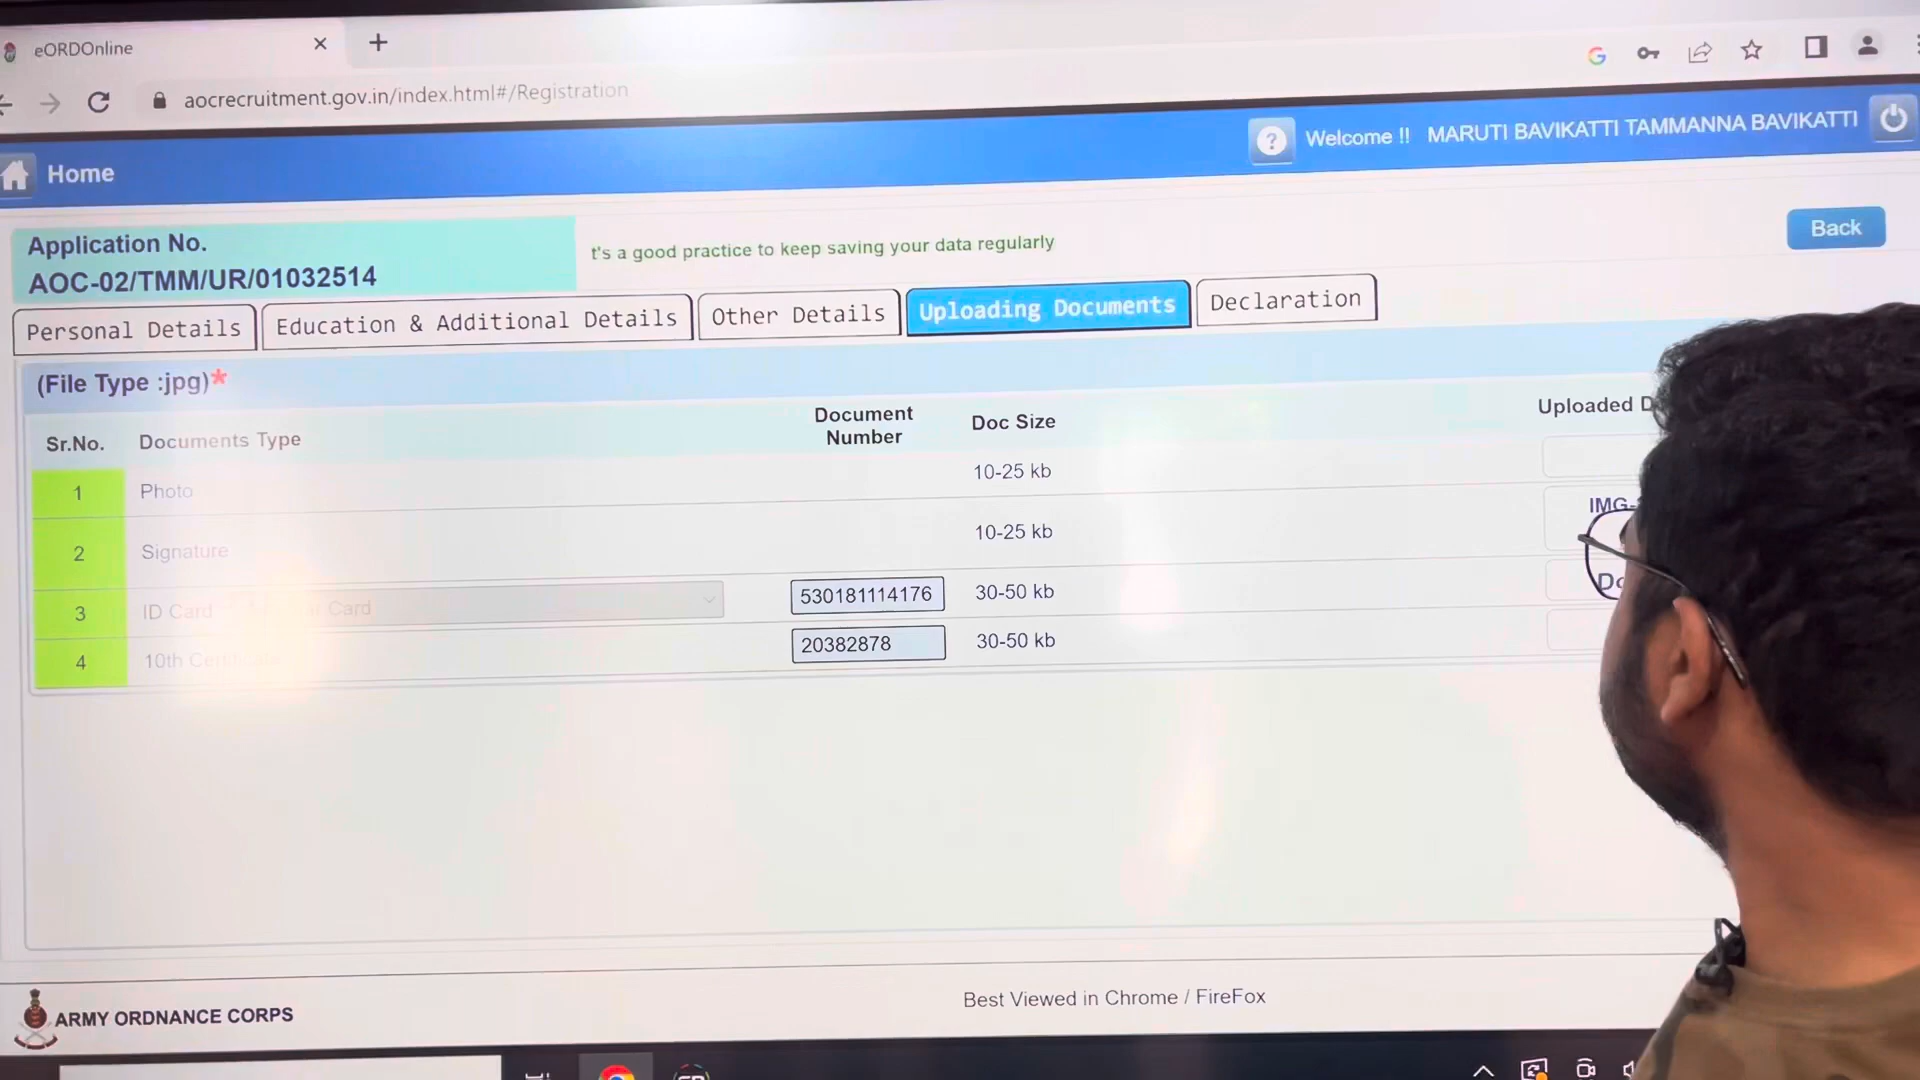 eORDOnline
aocrecruitment.gov.in/index.html#/Registration
Home
Welcome !! MARUTI BAVIKATTI TAMMANNA BAVIKATTI
Application No.
AOC-02/TMM/UR/01032514
t's a good practice to keep saving your data regularly
Back
Personal Details
Education & Additional Details
Other Details
Uploading Documents
Declaration
(File Type :jpg)*
Sr.No.
Documents Type
Document
Number
Doc Size
Uploaded D
1 Photo 10-25 kb
2 Signature 10-25 kb IMG-
3 ID Card Card 530181114176 30-50 kb Do
4 10th 20382878 30-50 kb
ARMY ORDNANCE CORPS
Best Viewed in Chrome / FireFox